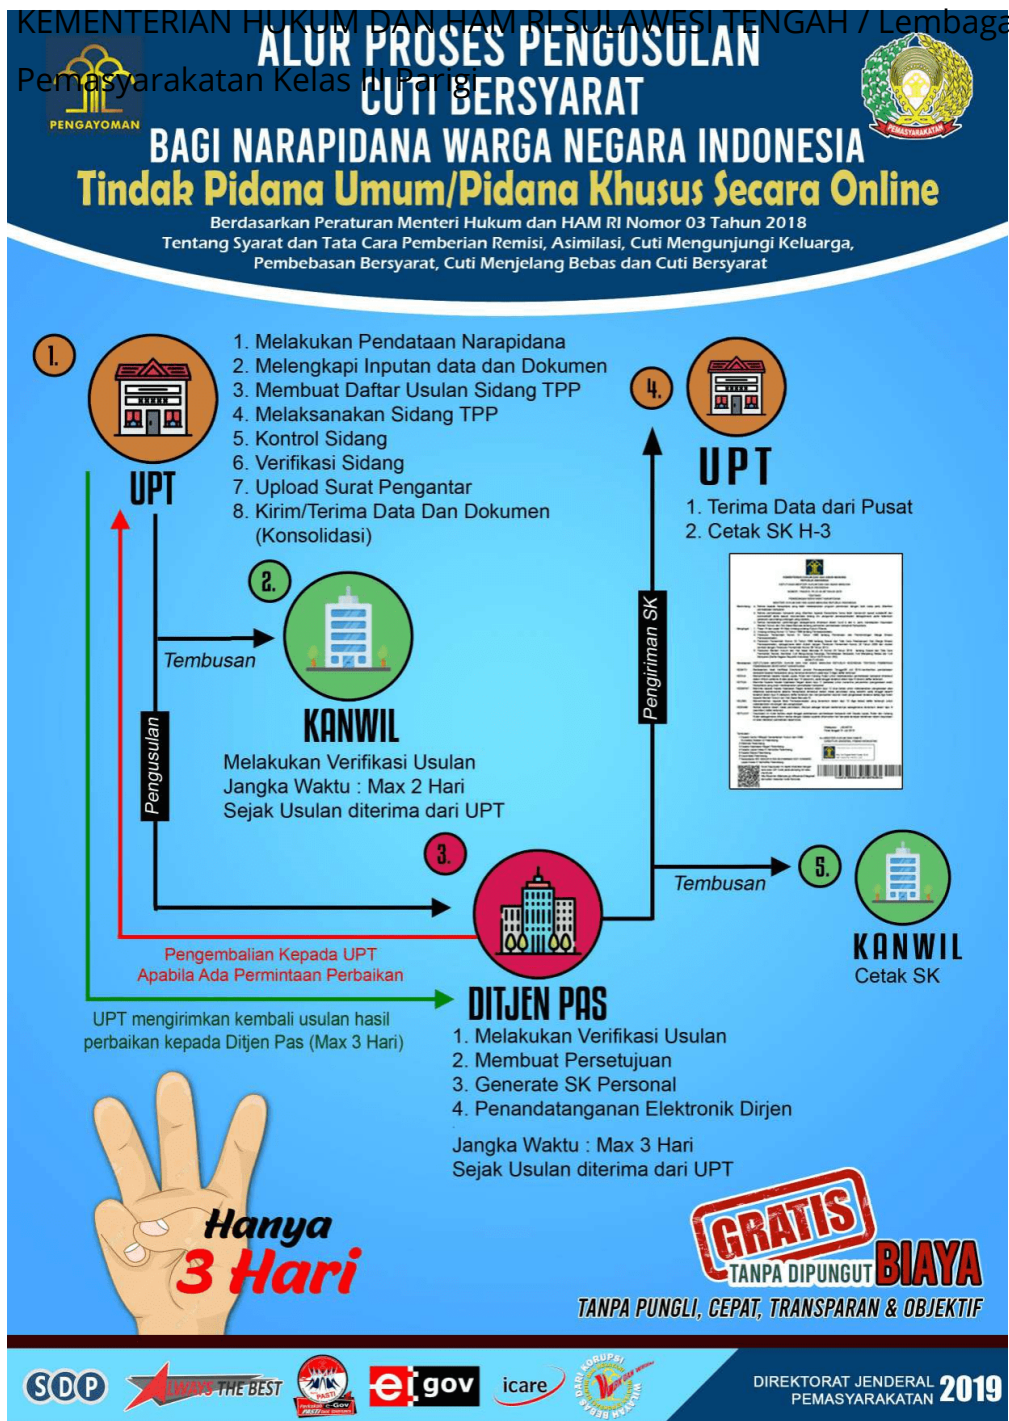 KEMENTERIAN HUKUM DAN HAM RI SULAWESI TENGAH / Lembaga
Pemasyarakatan Kelas III Parigi
PENGAYOMAN
ALUR PROSES PENGUSULAN
CUTI BERSYARAT
BAGI NARAPIDANA WARGA NEGARA INDONESIA
PEMASYARAKATAN
Tindak Pidana Umum/Pidana Khusus Secara Online
Berdasarkan Peraturan Menteri Hukum dan HAM RI Nomor 03 Tahun 2018
Tentang Syarat dan Tata Cara Pemberian Remisi, Asimilasi, Cuti Mengunjungi Keluarga,
Pembebasan Bersyarat, Cuti Menjelang Bebas dan Cuti Bersyarat
1.
UPT
1. Melakukan Pendataan Narapidana
2. Melengkapi Inputan data dan Dokumen
3. Membuat Daftar Usulan Sidang TPP
4. Melaksanakan Sidang TPP
5. Kontrol Sidang
6. Verifikasi Sidang
7. Upload Surat Pengantar
8. Kirim/Terima Data Dan Dokumen
(Konsolidasi)
Pengusulan
Tembusan
2.
KANWIL
Melakukan Verifikasi Usulan
Jangka Waktu : Max 2 Hari
Sejak Usulan diterima dari UPT
3.
DITJEN PAS
1. Melakukan Verifikasi Usulan
2. Membuat Persetujuan
3. Generate SK Personal
4. Penandatanganan Elektronik Dirjen
Jangka Waktu : Max 3 Hari
Sejak Usulan diterima dari UPT
Pengembalian Kepada UPT
Apabila Ada Permintaan Perbaikan
UPT mengirimkan kembali usulan hasil
perbaikan kepada Ditjen Pas (Max 3 Hari)
Pengiriman SK
4.
UPT
1. Terima Data dari Pusat
2. Cetak SK H-3
Tembusan
5.
KANWIL
Cetak SK
Hanya
3 Hari
GRATIS
TANPA DIPUNGUT BIAYA
TANPA PUNGLI, CEPAT, TRANSPARAN & OBJEKTIF
SDP
ALWAYS THE BEST
PASTI
e gov
icare
DIREKTORAT JENDERAL
PEMASYARAKATAN 2019